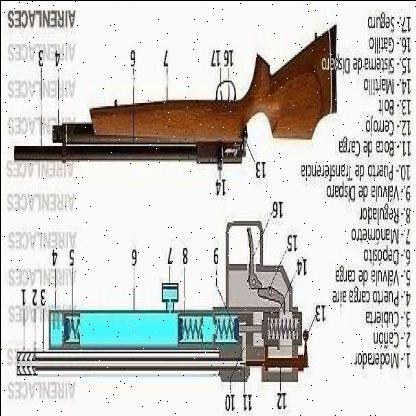 1.- Moderador
2.- Cañón
3.- Cubierta
4.- Puerto carga aire
5.- Válvula de carga
6.- Depósito
7.- Manómetro
8.- Regulador
9.- Válvula Disparo
10.- Puerto de Transferencia
11.- Boca de Carga
12.- Cerrojo
13.- Bolt
14.- Martillo
15.- Sistema de Disparo
16.- Gatillo
17.- Seguro
12 11 10
13
9 8 7 6 5 4 3 2 1
14
15
16
14
13
17 16 7 6 4 3
AIRENLACES
AIRENLACES
AIRENLACES
AIRENLACES
AIRENLACES
AIRENLACES